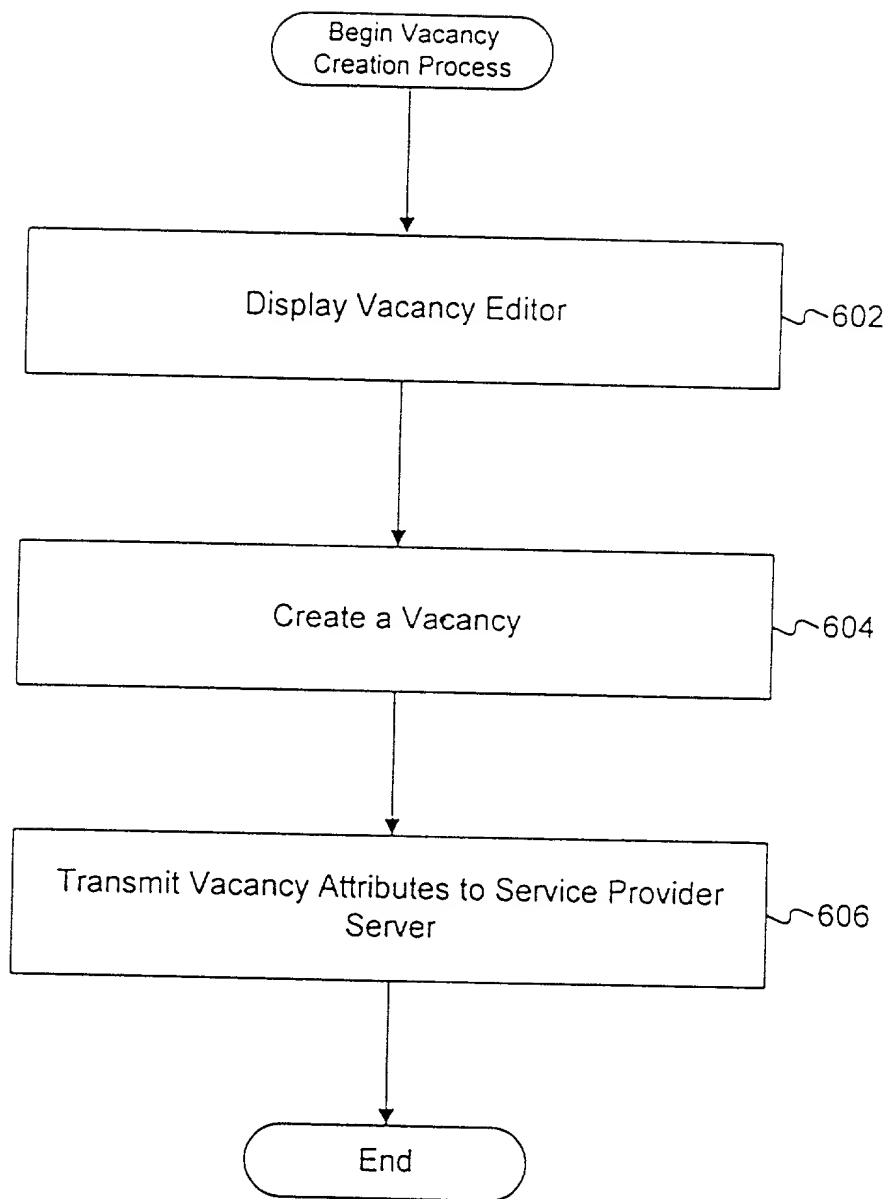 Begin Vacancy
Creation Process
Display Vacancy Editor
602
Create a Vacancy
604
Transmit Vacancy Attributes to Service Provider
Server
606
End